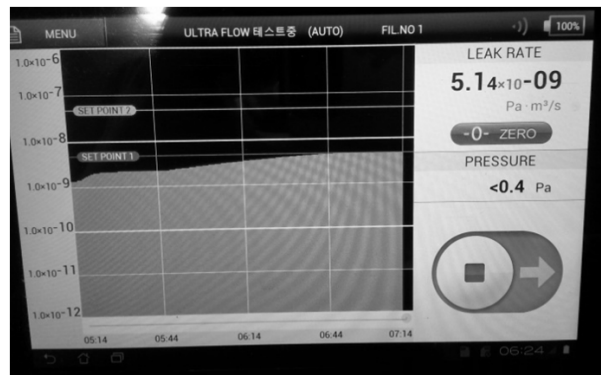 MENU
ULTRA FLOW 테스트중 (AUTO)
FIL.NO 1
100%
1.0×10-6
1.0×10-7
SET POINT 2
1.0×10-8
SET POINT 1
1.0×10-9
1.0×10-10
1.0×10-11
1.0×10-12
05:14 05:44 06:14 06:44 07:14
LEAK RATE
5.14×10-09
Pa·m³/s
-0- ZERO
PRESSURE
<0.4 Pa
06:24